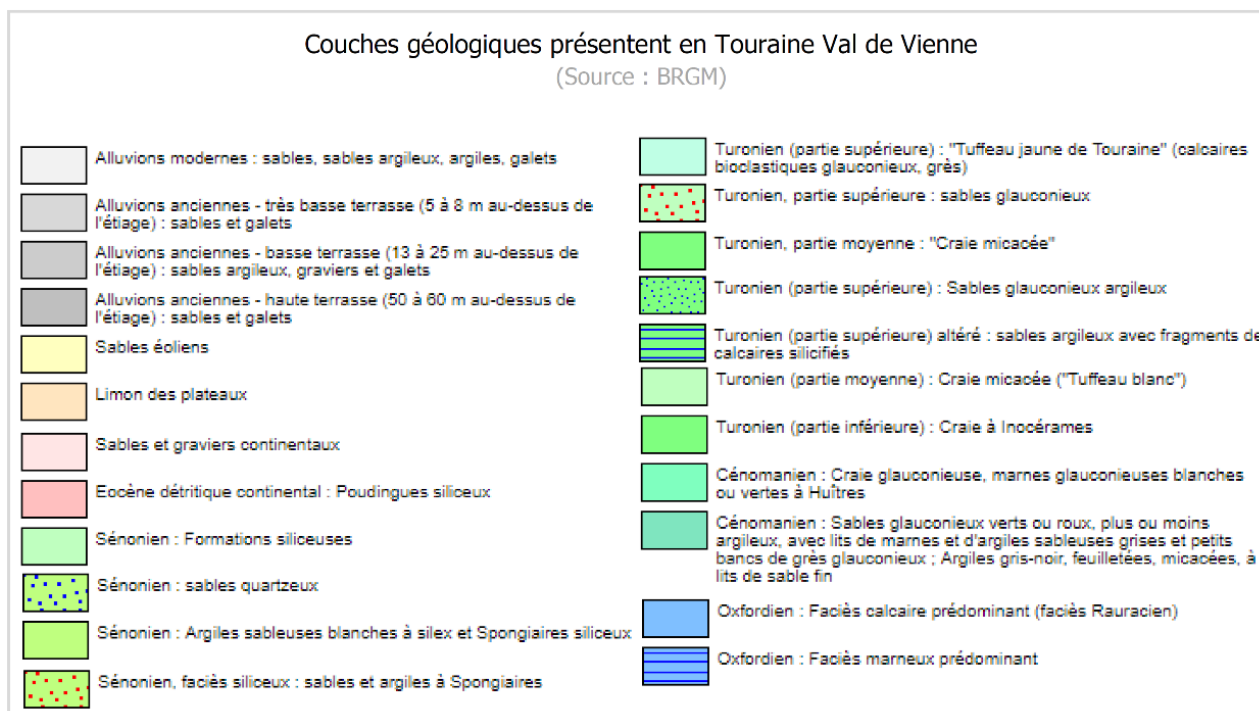 Couches géologiques présentent en Touraine Val de Vienne
(Source : BRGM)
Alluvions modernes : sables, sables argileux, argiles, galets
Alluvions anciennes - très basse terrasse (5 à 8 m au-dessus de
l'étiage) : sables et galets
Alluvions anciennes - basse terrasse (13 à 25 m au-dessus de
l'étiage) : sables argileux, graviers et galets
Alluvions anciennes - haute terrasse (50 à 60 m au-dessus de
l'étiage) : sables et galets
Sables éoliens
Limon des plateaux
Sables et graviers continentaux
Eocène détritique continental : Poudingues siliceux
Sénonien : Formations siliceuses
Sénonien : sables quartzeux
Sénonien : Argiles sableuses blanches à silex et Spongiaires siliceux
Sénonien, faciès siliceux : sables et argiles à Spongiaires
Turonien (partie supérieure) : "Tuffeau jaune de Touraine" (calcaires
bioclastiques glauconieux, grès)
Turonien, partie supérieure : sables glauconieux
Turonien, partie moyenne : "Craie micacée"
Turonien (partie supérieure) : Sables glauconieux argileux
Turonien (partie supérieure) altéré : sables argileux avec fragments de
calcaires silicifiés
Turonien (partie moyenne) : Craie micacée ("Tuffeau blanc")
Turonien (partie inférieure) : Craie à Inocérames
Cénomanien : Craie glauconieuse, marnes glauconieuses blanches
ou vertes à Huîtres
Cénomanien : Sables glauconieux verts ou roux, plus ou moins
argileux, avec lits de marnes et d'argiles sableuses grises et petits
bancs de grès glauconieux ; Argiles gris-noir, feuilletées, micacées, à
lits de sable fin
Oxfordien : Faciès calcaire prédominant (faciès Rauracien)
Oxfordien : Faciès marneux prédominant